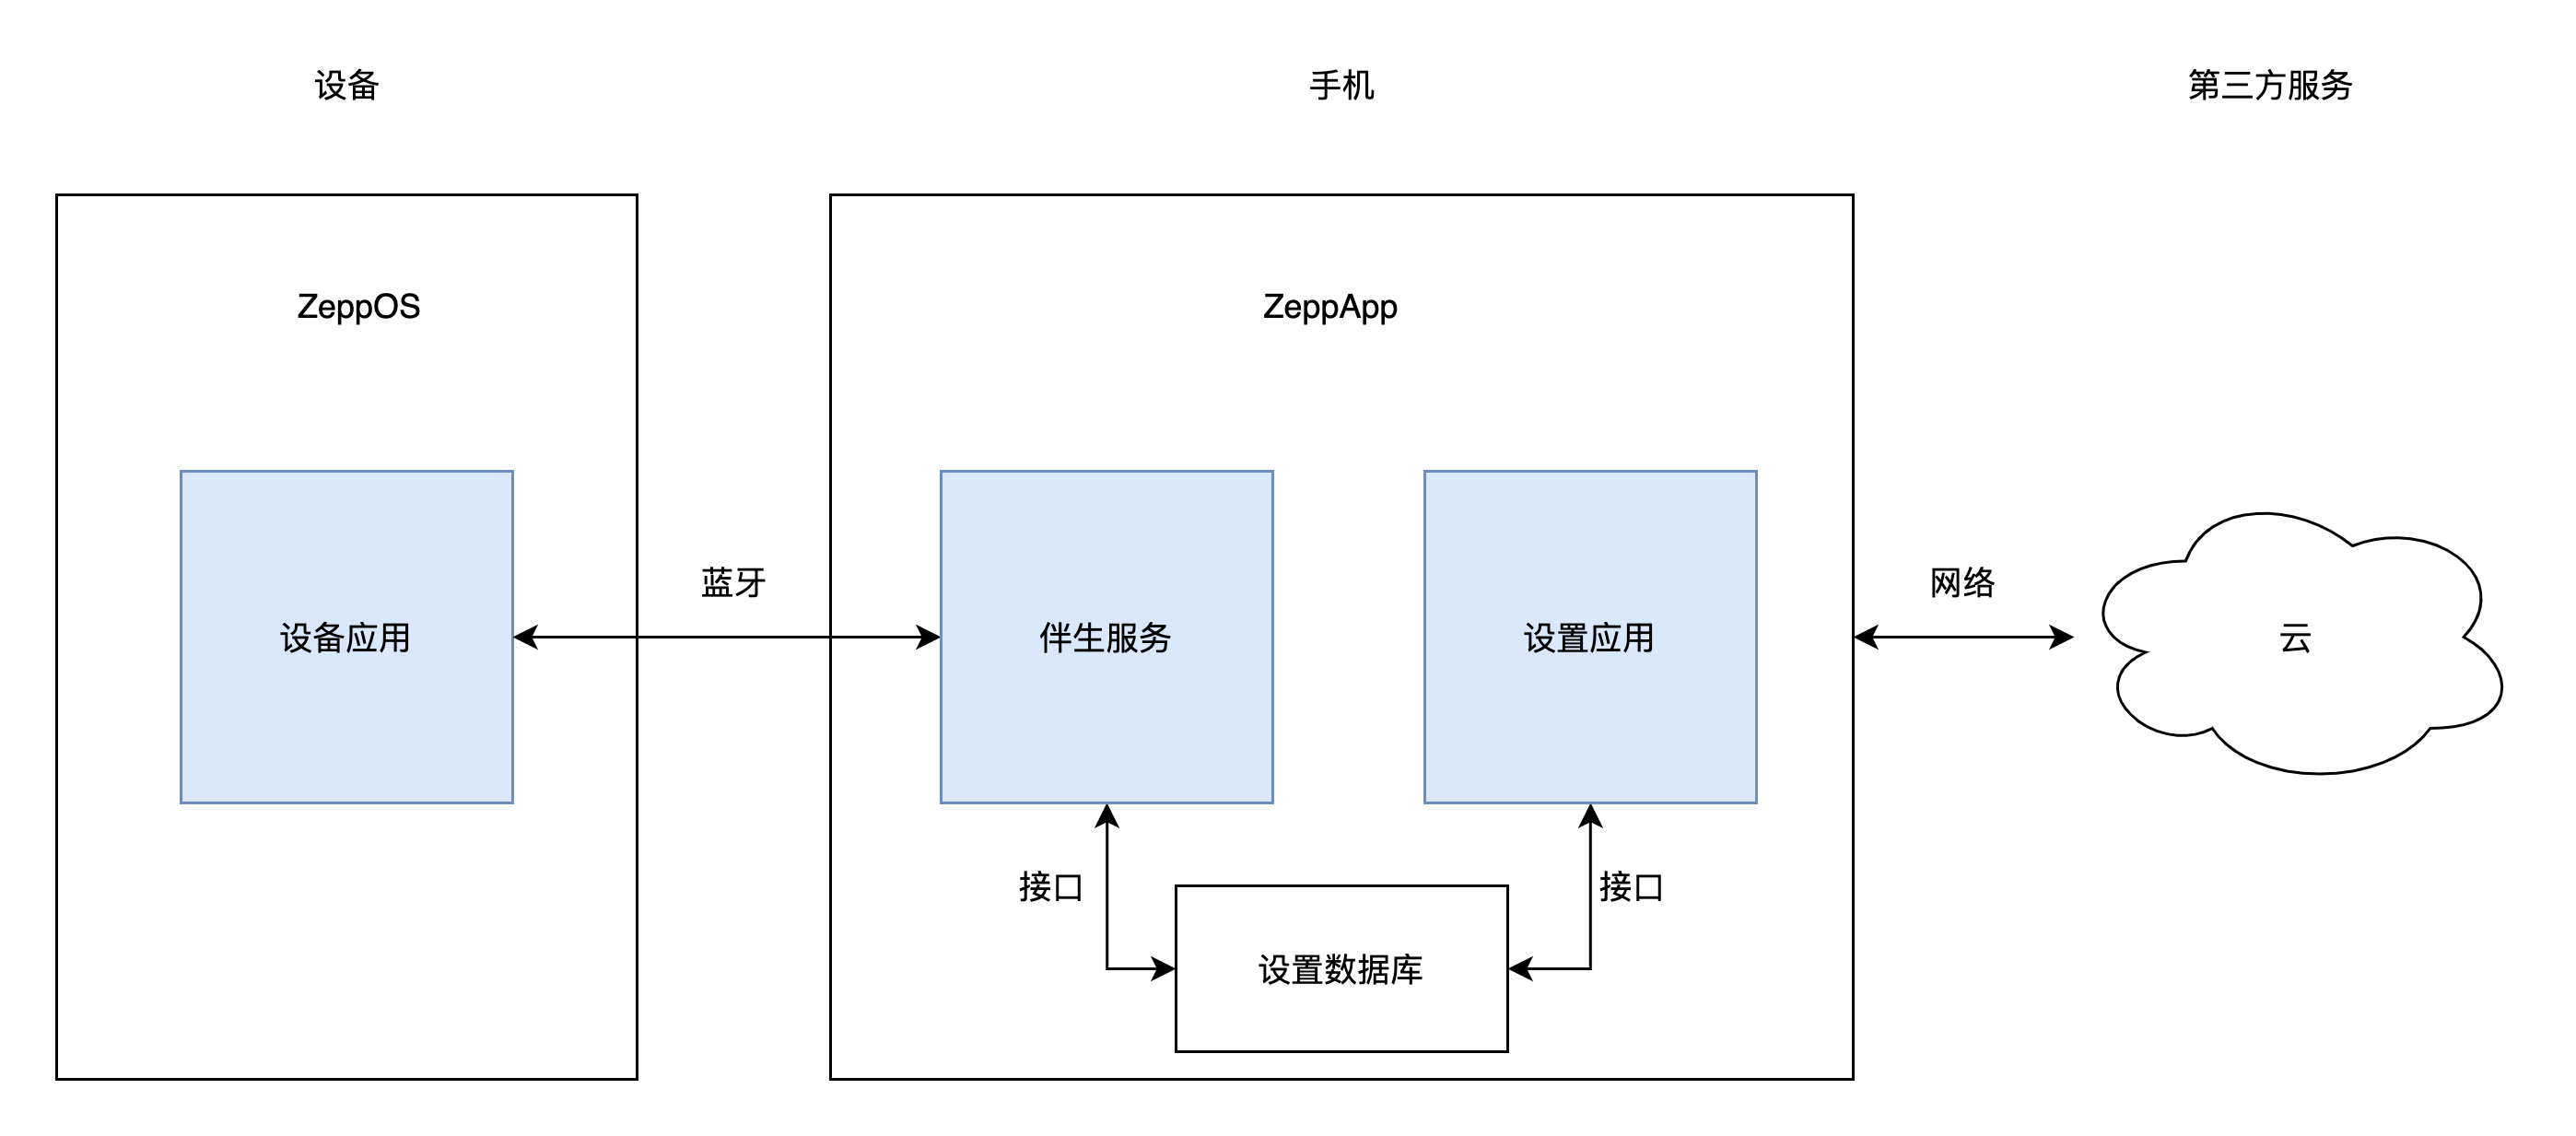 设备
手机
第三方服务
ZeppOS
ZeppApp
蓝牙
网络
设备应用
伴生服务
设置应用
云
接口
接口
设置数据库